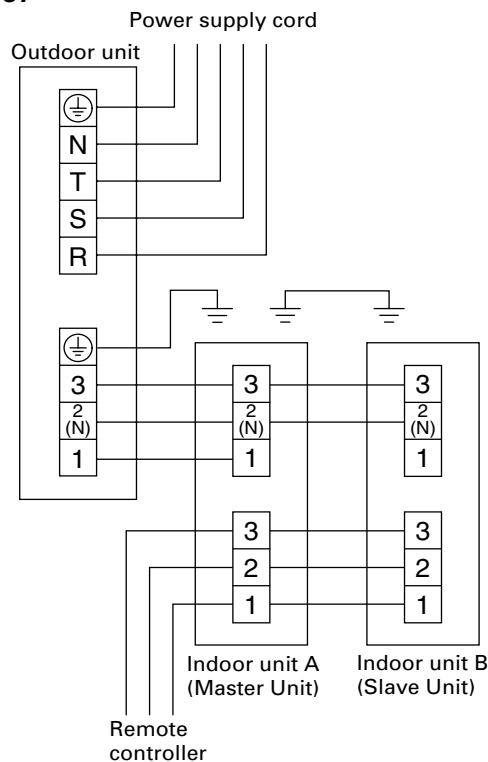 Power supply cord
Outdoor unit
N
T
S
R
3
2
(N)
1
3
2
(N)
1
3
2
(N)
1
3
2
1
3
2
1
Indoor unit A
(Master Unit)
Indoor unit B
(Slave Unit)
Remote
controller